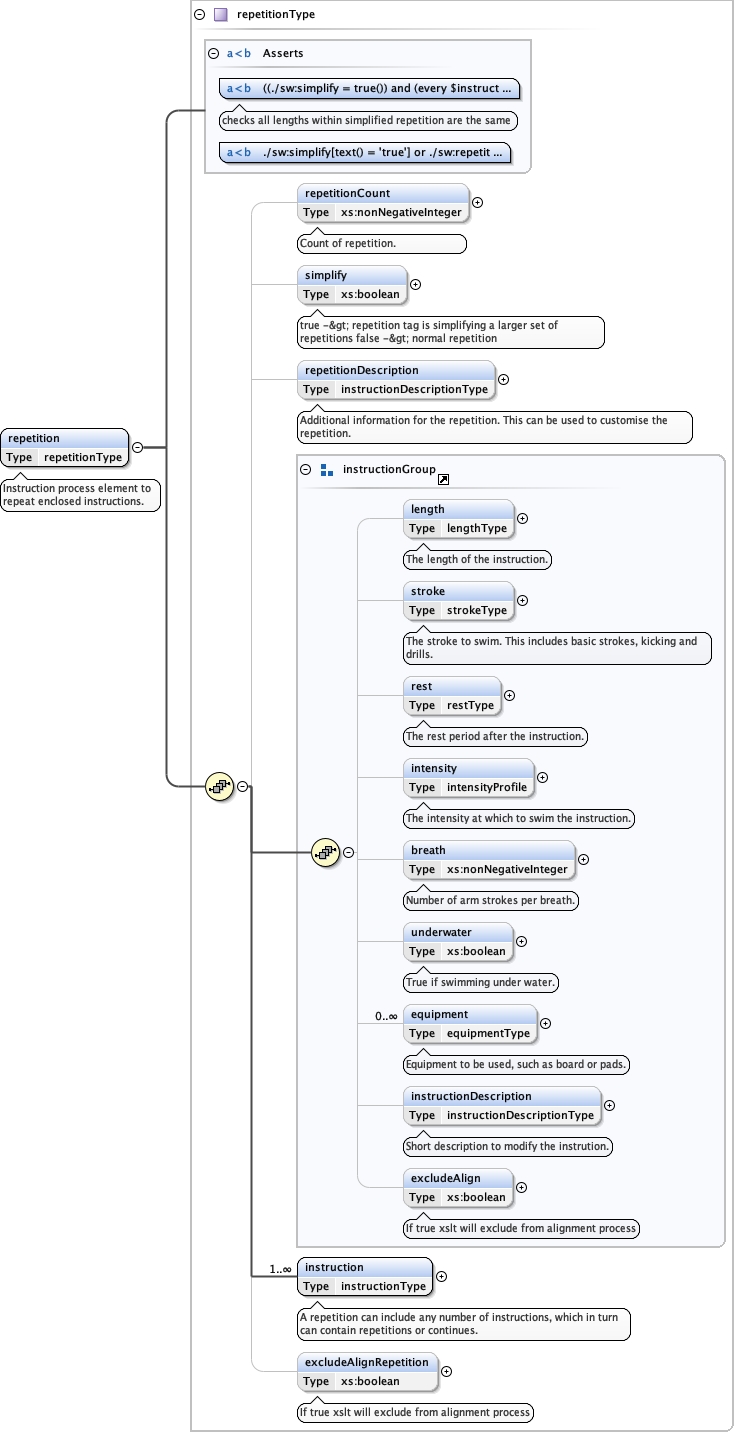 repetitionType
a<b Asserts
a<b ((./sw:simplify = true()) and (every $instruct ...
checks all lengths within simplified repetition are the same
a<b ./sw:simplify[text() = 'true'] or ./sw:repetit ...
repetitionCount
Type xs:nonNegativeInteger
Count of repetition.
simplify
Type xs:boolean
true -&gt; repetition tag is simplifying a larger set of
repetitions false -&gt; normal repetition
repetitionDescription
Type instructionDescriptionType
Additional information for the repetition. This can be used to customise the
repetition.
repetition
Type repetitionType
Instruction process element to
repeat enclosed instructions.
instructionGroup
length
Type lengthType
The length of the instruction.
stroke
Type strokeType
The stroke to swim. This includes basic strokes, kicking and
drills.
rest
Type restType
The rest period after the instruction.
intensity
Type intensityProfile
The intensity at which to swim the instruction.
breath
Type xs:nonNegativeInteger
Number of arm strokes per breath.
underwater
Type xs:boolean
True if swimming under water.
0..∞
equipment
Type equipmentType
Equipment to be used, such as board or pads.
instructionDescription
Type instructionDescriptionType
Short description to modify the instrution.
excludeAlign
Type xs:boolean
If true xslt will exclude from alignment process
1..∞
instruction
Type instructionType
A repetition can include any number of instructions, which in turn
can contain repetitions or continues.
excludeAlignRepetition
Type xs:boolean
If true xslt will exclude from alignment process